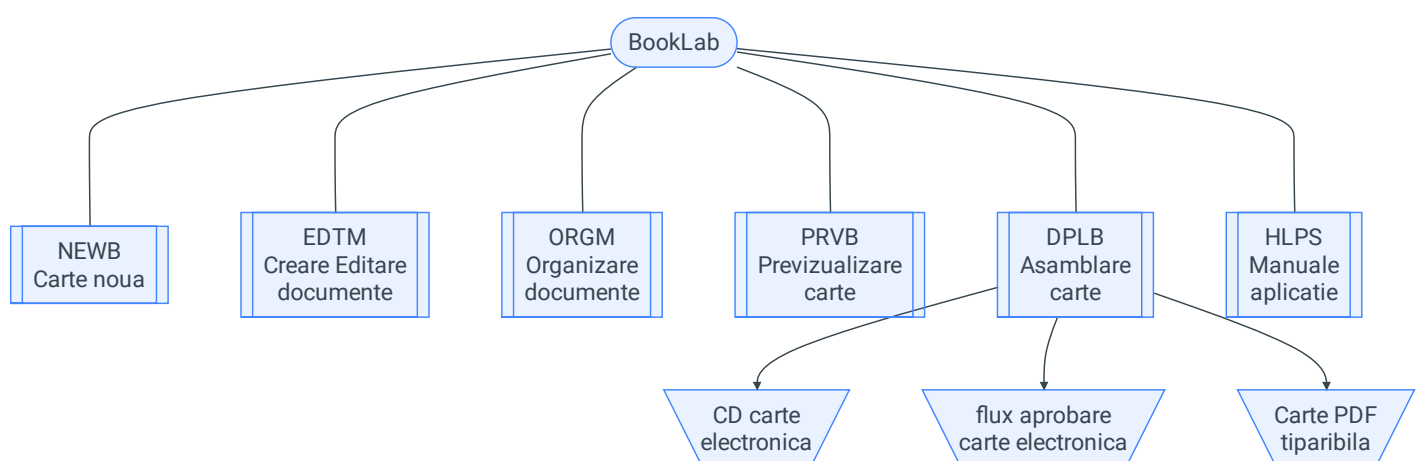 BookLab
NEWB
Carte noua
EDTM
Creare Editare
documente
ORGM
Organizare
documente
PRVB
Previzualizare
carte
DPLB
Asamblare
carte
HLPS
Manuale
aplicatie
CD carte
electronica
flux aprobare
carte electronica
Carte PDF
tiparibila